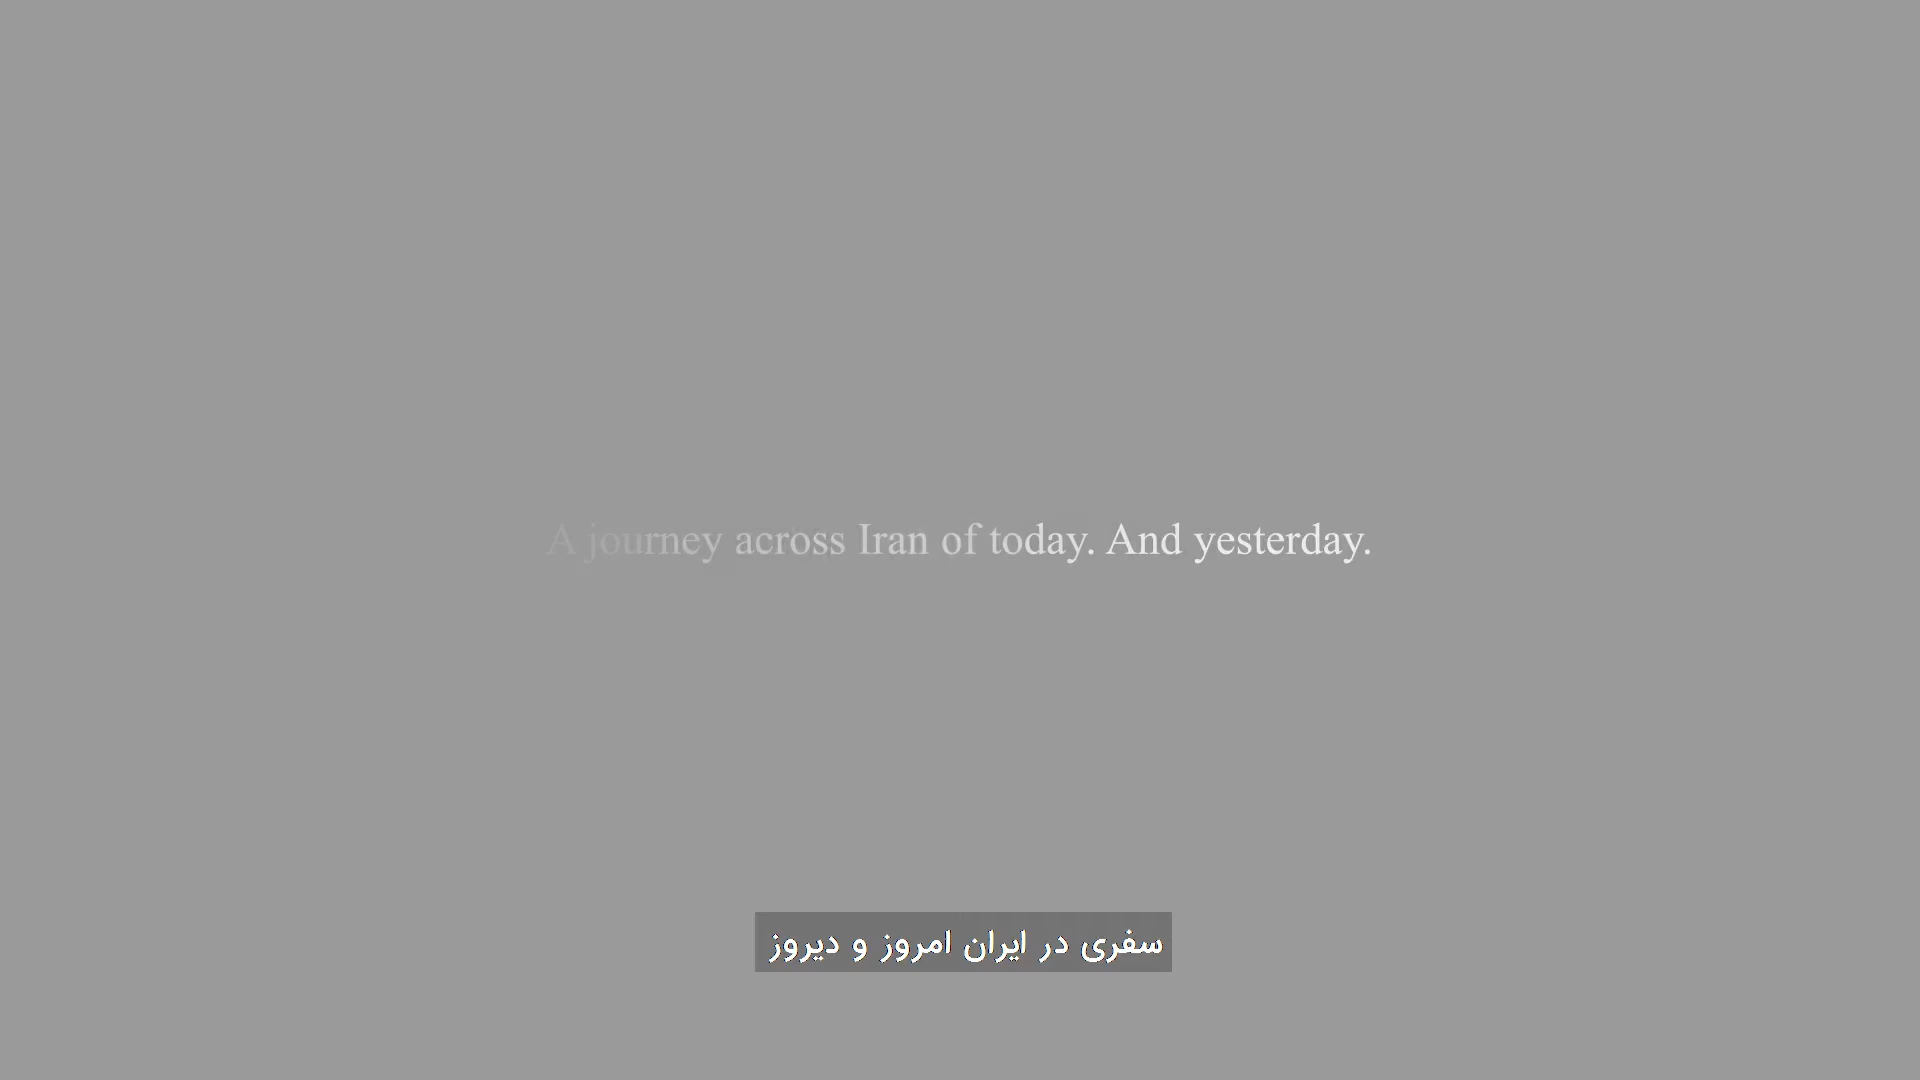 A journey across Iran of today. And yesterday.
سفری در ایران امروز و دیروز